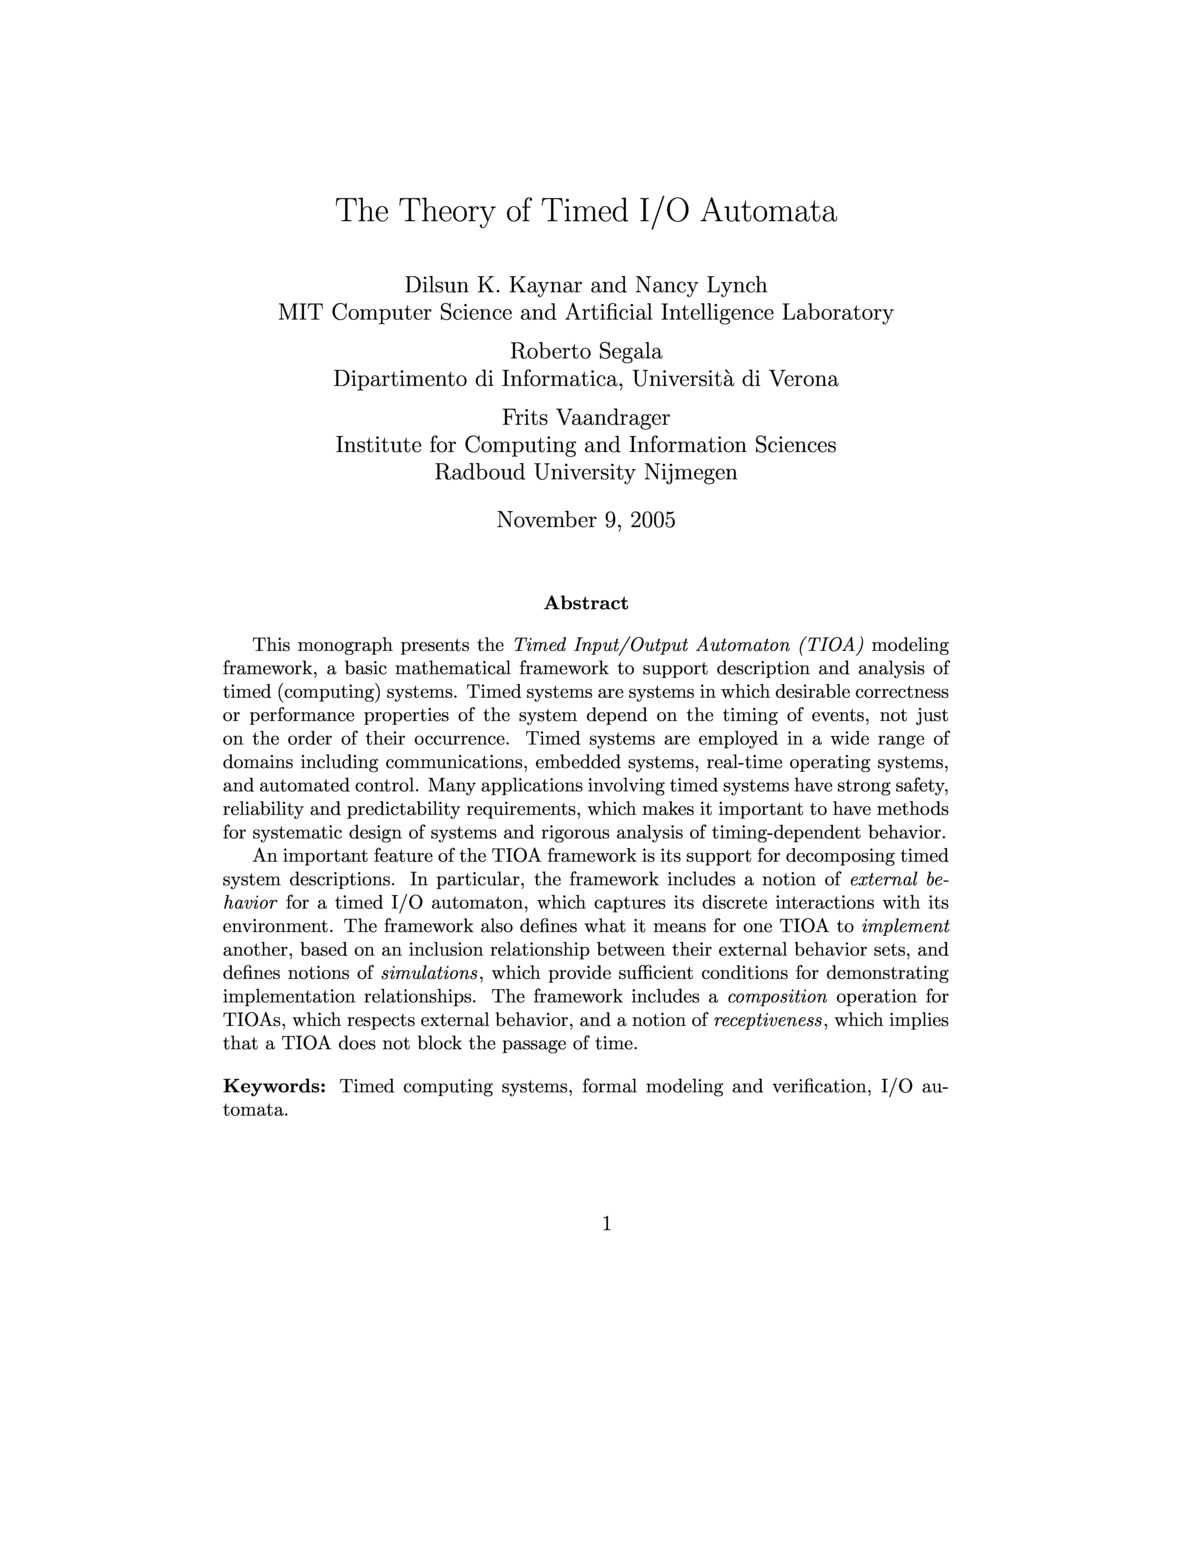 The Theory of Timed I/O Automata
Dilsun K. Kaynar and Nancy Lynch
MIT Computer Science and Artificial Intelligence Laboratory
Roberto Segala
Dipartimento di Informatica, Università di Verona
Frits Vaandrager
Institute for Computing and Information Sciences
Radboud University Nijmegen
November 9, 2005
Abstract
This monograph presents the Timed Input/Output Automaton (TIOA) modeling
framework, a basic mathematical framework to support description and analysis of
timed (computing) systems. Timed systems are systems in which desirable correctness
or performance properties of the system depend on the timing of events, not just
on the order of their occurrence. Timed systems are employed in a wide range of
domains including communications, embedded systems, real-time operating systems,
and automated control. Many applications involving timed systems have strong safety,
reliability and predictability requirements, which makes it important to have methods
for systematic design of systems and rigorous analysis of timing-dependent behavior.
An important feature of the TIOA framework is its support for decomposing timed
system descriptions. In particular, the framework includes a notion of external be-
havior for a timed I/O automaton, which captures its discrete interactions with its
environment. The framework also defines what it means for one TIOA to implement
another, based on an inclusion relationship between their external behavior sets, and
defines notions of simulations, which provide sufficient conditions for demonstrating
implementation relationships. The framework includes a composition operation for
TIOAs, which respects external behavior, and a notion of receptiveness, which implies
that a TIOA does not block the passage of time.
Keywords: Timed computing systems, formal modeling and verification, I/O au-
tomata.
1